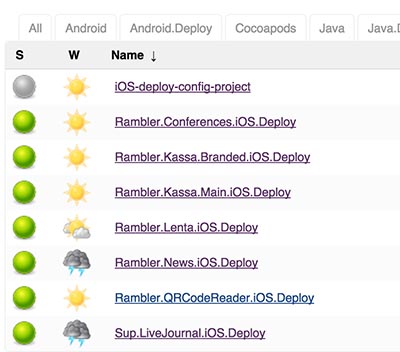 All Android Android.Deploy Cocoapods Java Java.D
S W Name ↓
iOS-deploy-config-project
Rambler.Conferences.iOS.Deploy
Rambler.Kassa.Branded.iOS.Deploy
Rambler.Kassa.Main.iOS.Deploy
Rambler.Lenta.iOS.Deploy
Rambler.News.iOS.Deploy
Rambler.QRCodeReader.iOS.Deploy
Sup.LiveJournal.iOS.Deploy